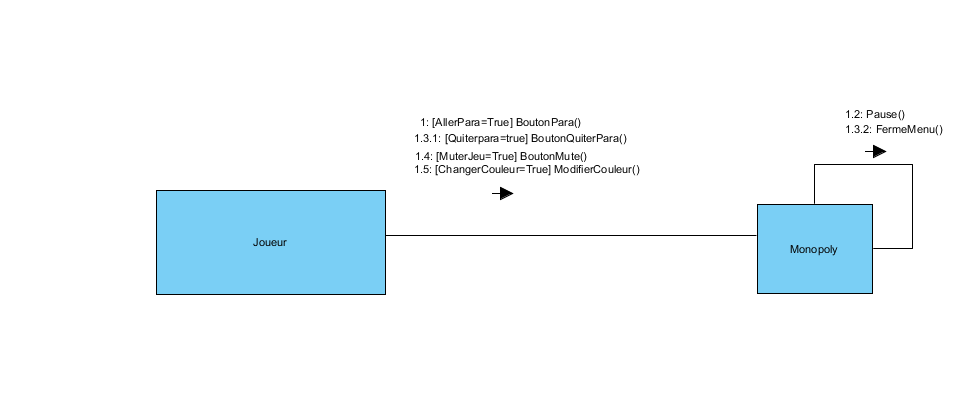 1.2: Pause()
1.3.2: FermeMenu()
1: [AllerPara=True] BoutonPara()
1.3.1: [Quiterpara=true] BoutonQuiterPara()
1.4: [MuterJeu=True] BoutonMute()
1.5: [ChangerCouleur=True] ModifierCouleur()
Joueur
Monopoly